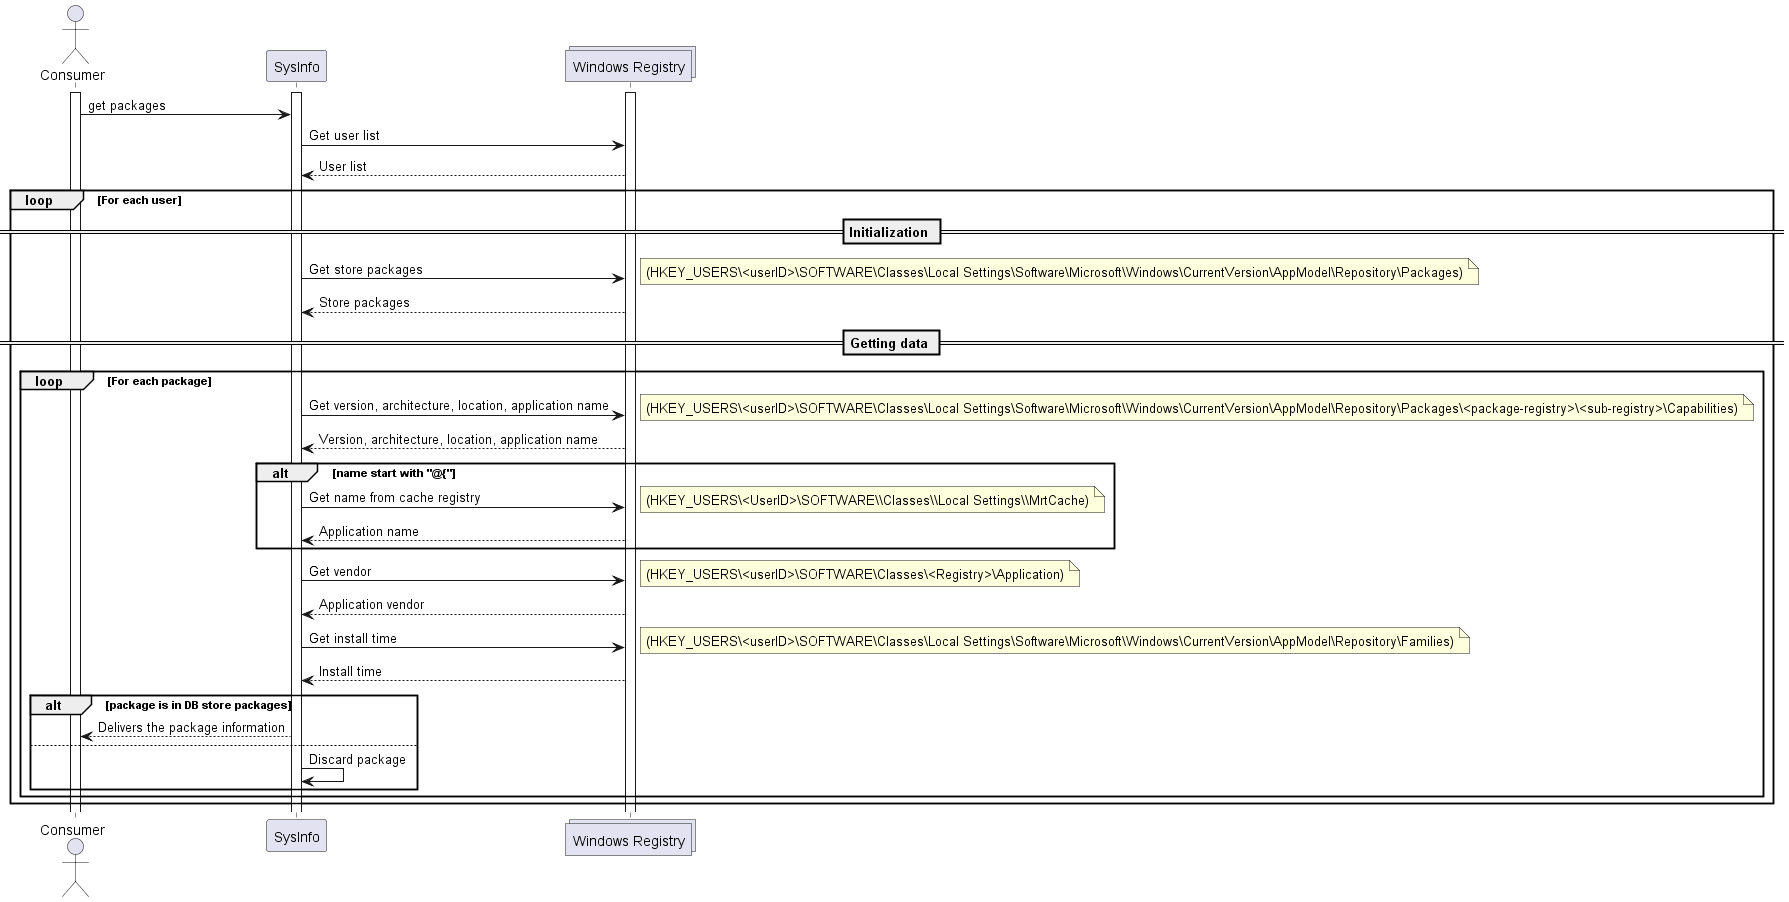 Consumer
SysInfo
Windows Registry
get packages
Get user list
User list
loop
[For each user]
Initialization
Get store packages
(HKEY_USERS\<userID>\SOFTWARE\Classes\Local Settings\Software\Microsoft\Windows\CurrentVersion\AppModel\Repository\Packages)
Store packages
Getting data
loop
[For each package]
Get version, architecture, location, application name
(HKEY_USERS\<userID>\SOFTWARE\Classes\Local Settings\Software\Microsoft\Windows\CurrentVersion\AppModel\Repository\Packages\<package-registry>\<sub-registry>\Capabilities)
Version, architecture, location, application name
alt
[name start with "@{"]
Get name from cache registry
(HKEY_USERS\<UserID>\SOFTWARE\\Classes\\Local Settings\\MrtCache)
Application name
Get vendor
(HKEY_USERS\<userID>\SOFTWARE\Classes\<Registry>\Application)
Application vendor
Get install time
(HKEY_USERS\<userID>\SOFTWARE\Classes\Local Settings\Software\Microsoft\Windows\CurrentVersion\AppModel\Repository\Families)
Install time
alt
[package is in DB store packages]
Delivers the package information
Discard package
Consumer
SysInfo
Windows Registry